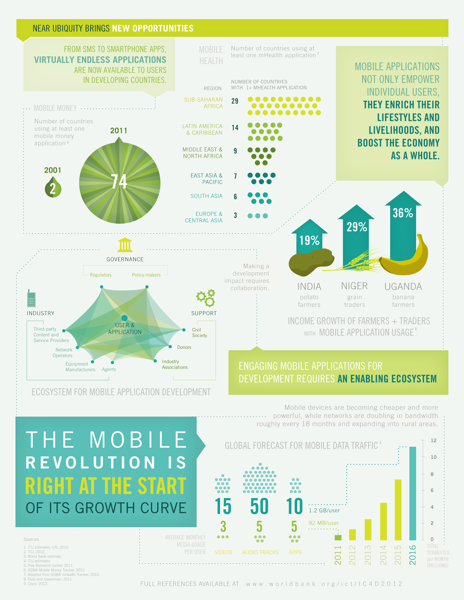 NEAR UBIQUITY BRINGS NEW OPPORTUNITIES
FROM SMS TO SMARTPHONE APPS,
VIRTUALLY ENDLESS APPLICATIONS
ARE NOW AVAILABLE TO USERS
IN DEVELOPING COUNTRIES.
MOBILE
HEALTH
Number of countries using at
least one mHealth application
MOBILE APPLICATIONS
NOT ONLY EMPOWER
INDIVIDUAL USERS,
THEY ENRICH THEIR
LIFESTYLES AND
LIVELIHOODS, AND
BOOST THE ECONOMY
AS A WHOLE.
REGION
NUMBER OF COUNTRIES
WITH 1+ MHEALTH APPLICATION
SUB-SAHARAN
AFRICA
29
LATIN AMERICA
& CARIBBEAN
14
MIDDLE EAST &
NORTH AFRICA
9
EAST ASIA &
PACIFIC
7
SOUTH ASIA
6
EUROPE &
CENTRAL ASIA
3
MOBILE MONEY
Number of countries
using at least one
mobile money
application
2011
74
2001
2
19%
29%
36%
INDIA
potato
farmers
NIGER
grain
traders
UGANDA
banana
farmers
INCOME GROWTH OF FARMERS + TRADERS
WITH MOBILE APPLICATION USAGE
GOVERNANCE
Regulators
Policy-makers
Making a
development
impact requires
collaboration.
INDUSTRY
SUPPORT
USER &
APPLICATION
Third party
Content and
Service Providers
Network
Operators
Equipment
Manufacturers
Agents
Civil
Society
Donors
Industry
Associations
ECOSYSTEM FOR MOBILE APPLICATION DEVELOPMENT
ENGAGING MOBILE APPLICATIONS FOR
DEVELOPMENT REQUIRES AN ENABLING ECOSYSTEM
Mobile devices are becoming cheaper and more
powerful, while networks are doubling in bandwidth
roughly every 18 months and expanding into rural areas.
THE MOBILE
REVOLUTION IS
RIGHT AT THE START
OF ITS GROWTH CURVE
GLOBAL FORECAST FOR MOBILE DATA TRAFFIC
15
50
10
3
5
5
VIDEOS
AUDIO TRACKS
APPS
AVERAGE MONTHLY
MEDIA USAGE
PER USER
1.2 GB/user
92 MB/user
12
10
8
6
4
2
0
2011
2012
2013
2014
2015
2016
TOTAL
TERABYTES
per MONTH
(MILLIONS)
Sources:
FULL REFERENCES AVAILABLE AT www.worldbank.org/ict/IC4D2012